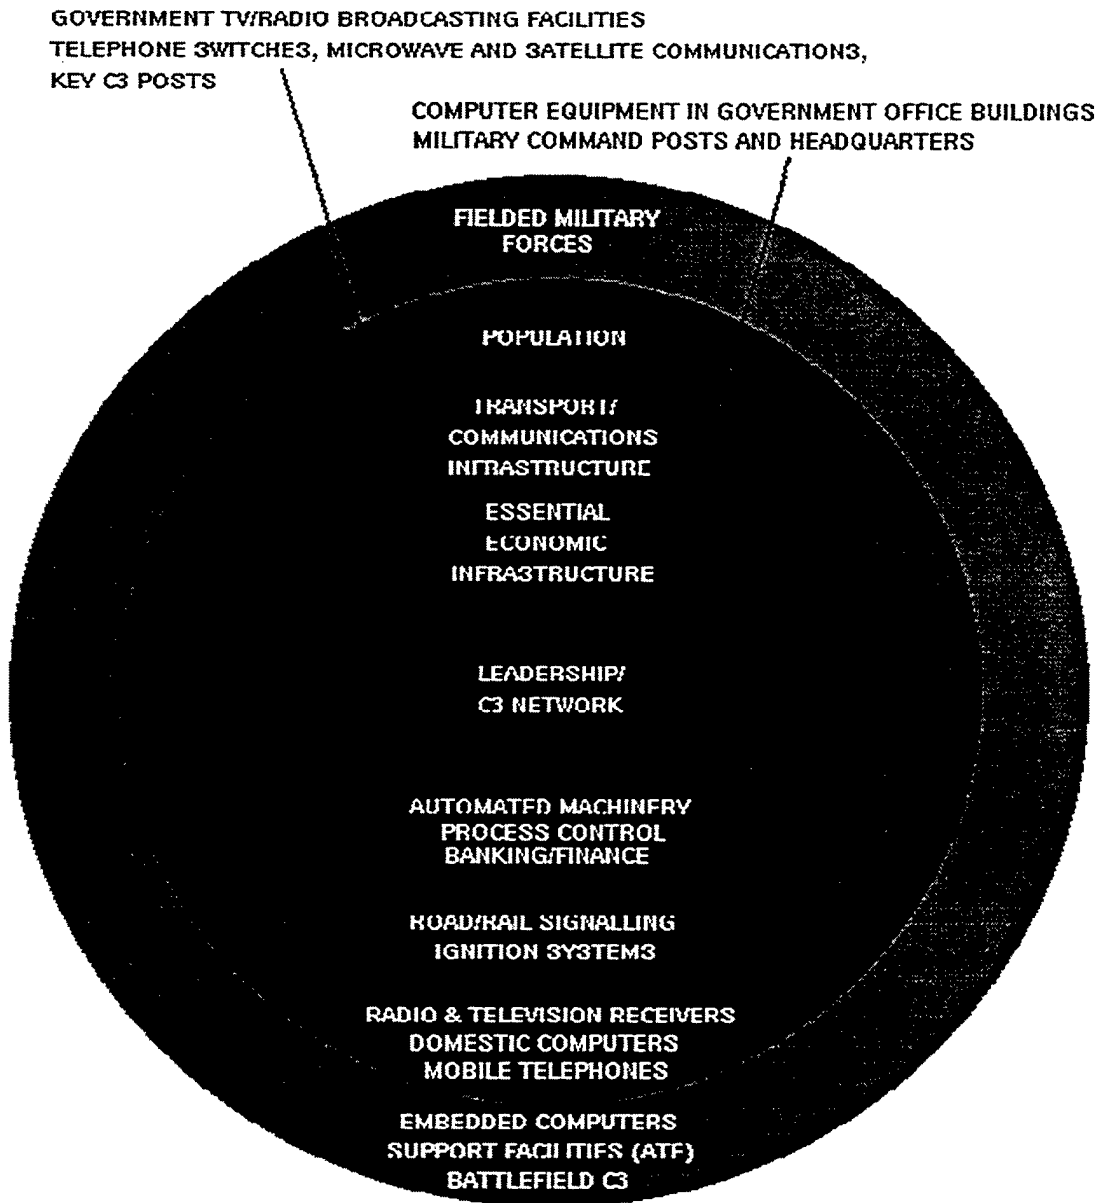 GOVERNMENT TV/RADIO BROADCASTING FACILITIES
TELEPHONE SWITCHES, MICROWAVE AND SATELLITE COMMUNICATIONS,
KEY C3 POSTS
COMPUTER EQUIPMENT IN GOVERNMENT OFFICE BUILDINGS
MILITARY COMMAND POSTS AND HEADQUARTERS
FIELDED MILITARY
FORCES
POPULATION
TRANSPORT/
COMMUNICATIONS
INFRASTRUCTURE
ESSENTIAL
ECONOMIC
INFRASTRUCTURE
LEADERSHIP/
C3 NETWORK
AUTOMATED MACHINERY
PROCESS CONTROL
BANKING/FINANCE
ROAD/RAIL SIGNALLING
IGNITION SYSTEMS
RADIO & TELEVISION RECEIVERS
DOMESTIC COMPUTERS
MOBILE TELEPHONES
EMBEDDED COMPUTERS
SUPPORT FACILITIES (ATE)
BATTLEFIELD C3